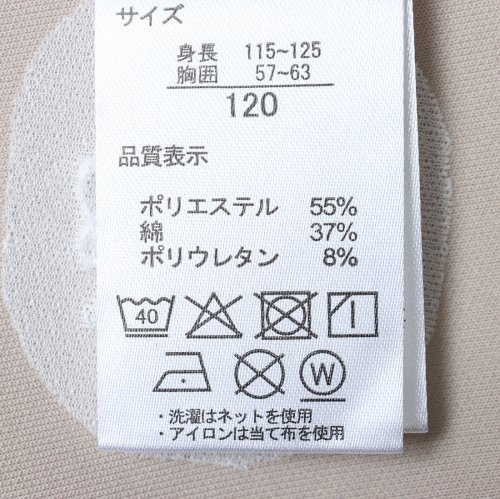 サイズ
身長 115~125
胸囲 57~63
120
品質表示
ポリエステル 55%
綿 37%
ポリウレタン 8%
40
W
・洗濯はネットを使用
・アイロンは当て布を使用